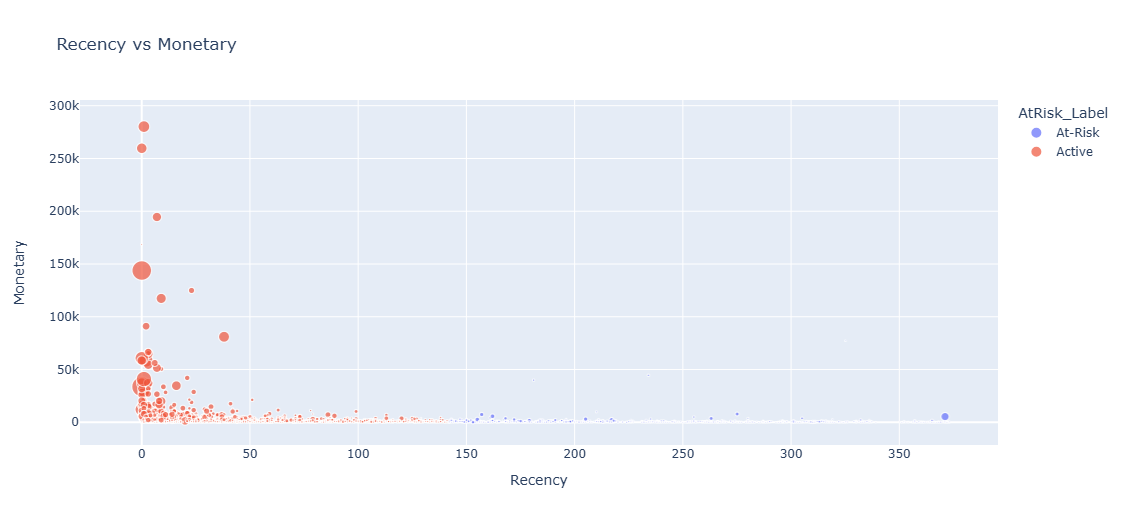 Recency vs Monetary
AtRisk_Label
At-Risk
Active
300k
250k
200k
150k
100k
50k
0
Monetary
0 50 100 150 200 250 300 350
Recency